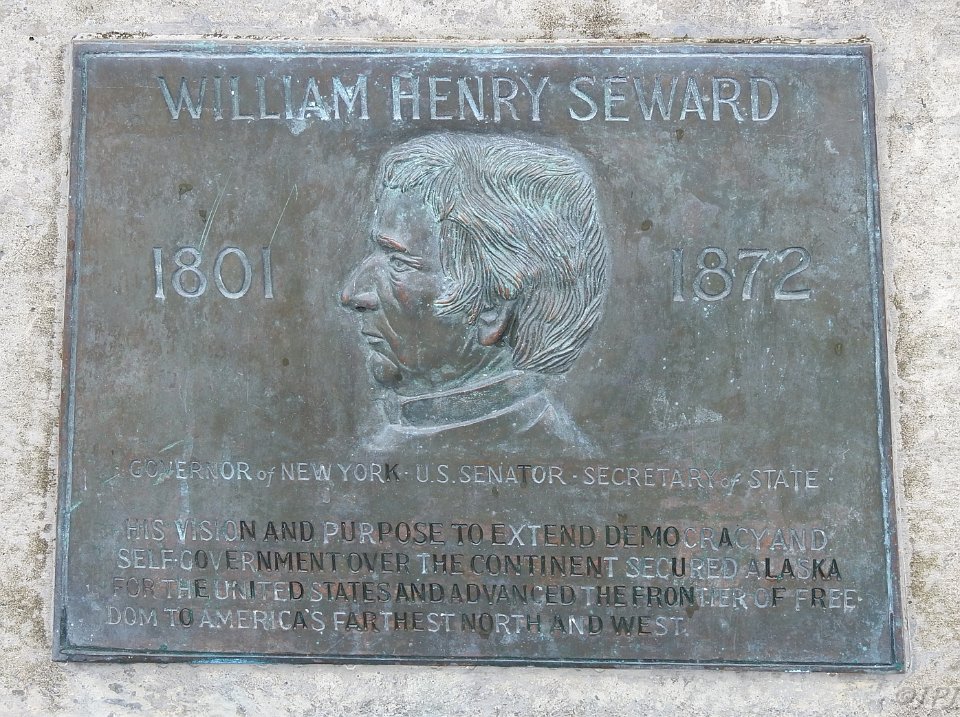 WILLIAM HENRY SEWARD
1801 1872
GOVERNOR of NEW YORK · U.S. SENATOR · SECRETARY of STATE ·
HIS VISION AND PURPOSE TO EXTEND DEMOCRACY AND
SELF-GOVERNMENT OVER THE CONTINENT SECURED ALASKA
FOR THE UNITED STATES AND ADVANCED THE FRONTIER OF FREE-
DOM TO AMERICA'S FARTHEST NORTH AND WEST.